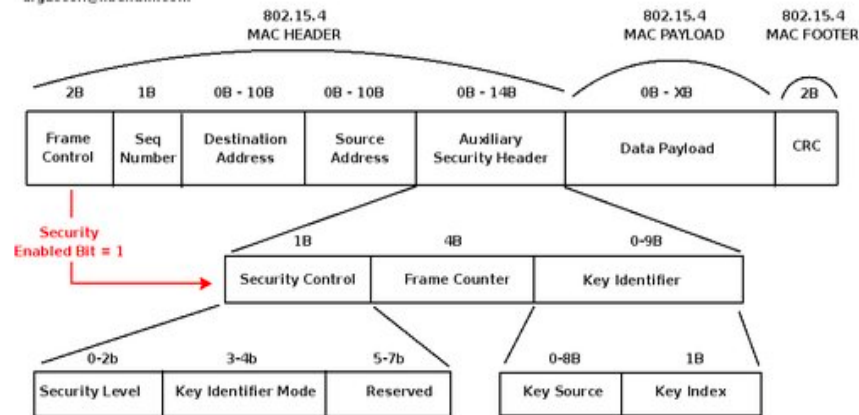 802.15.4 802.15.4 802.15.4
MAC HEADER MAC PAYLOAD MAC FOOTER
2B 1B 0B - 10B 0B - 10B 0B - 14B 0B - XB 2B
Frame Seq Destination Source Auxiliary Data Payload CRC
Control Number Address Address Security Header
Security
Enabled Bit = 1
1B 4B 0-9B
Security Control Frame Counter Key Identifier
0-2b 3-4b 5-7b 0-8B 1B
Security Level Key Identifier Mode Reserved Key Source Key Index